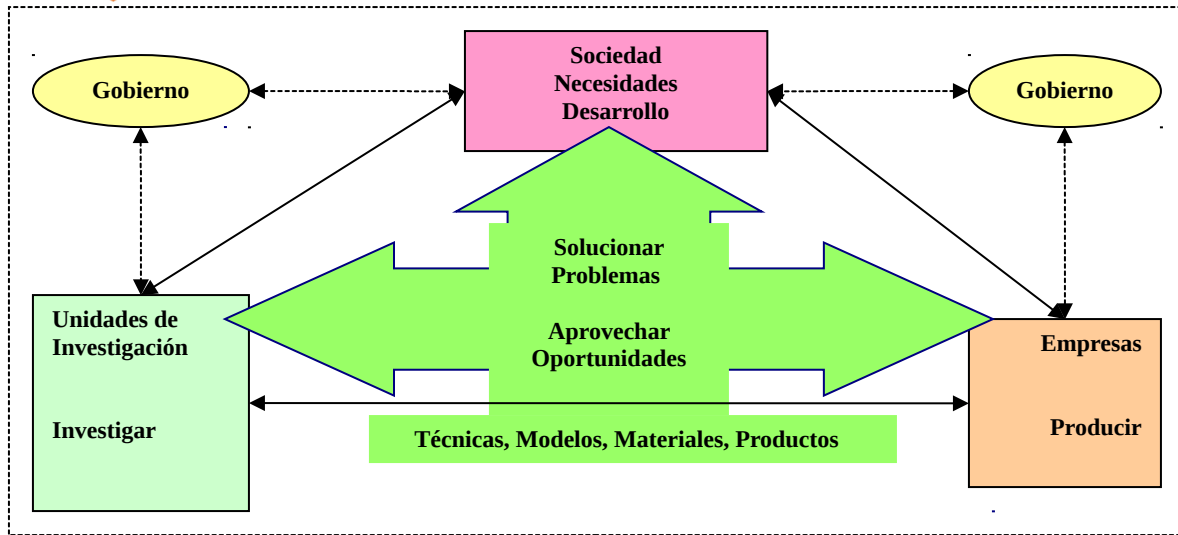 Sociedad
Necesidades
Desarrollo
Gobierno
Gobierno
Solucionar
Problemas
Aprovechar
Oportunidades
Unidades de
Investigación
Investigar
Empresas
Producir
Técnicas, Modelos, Materiales, Productos